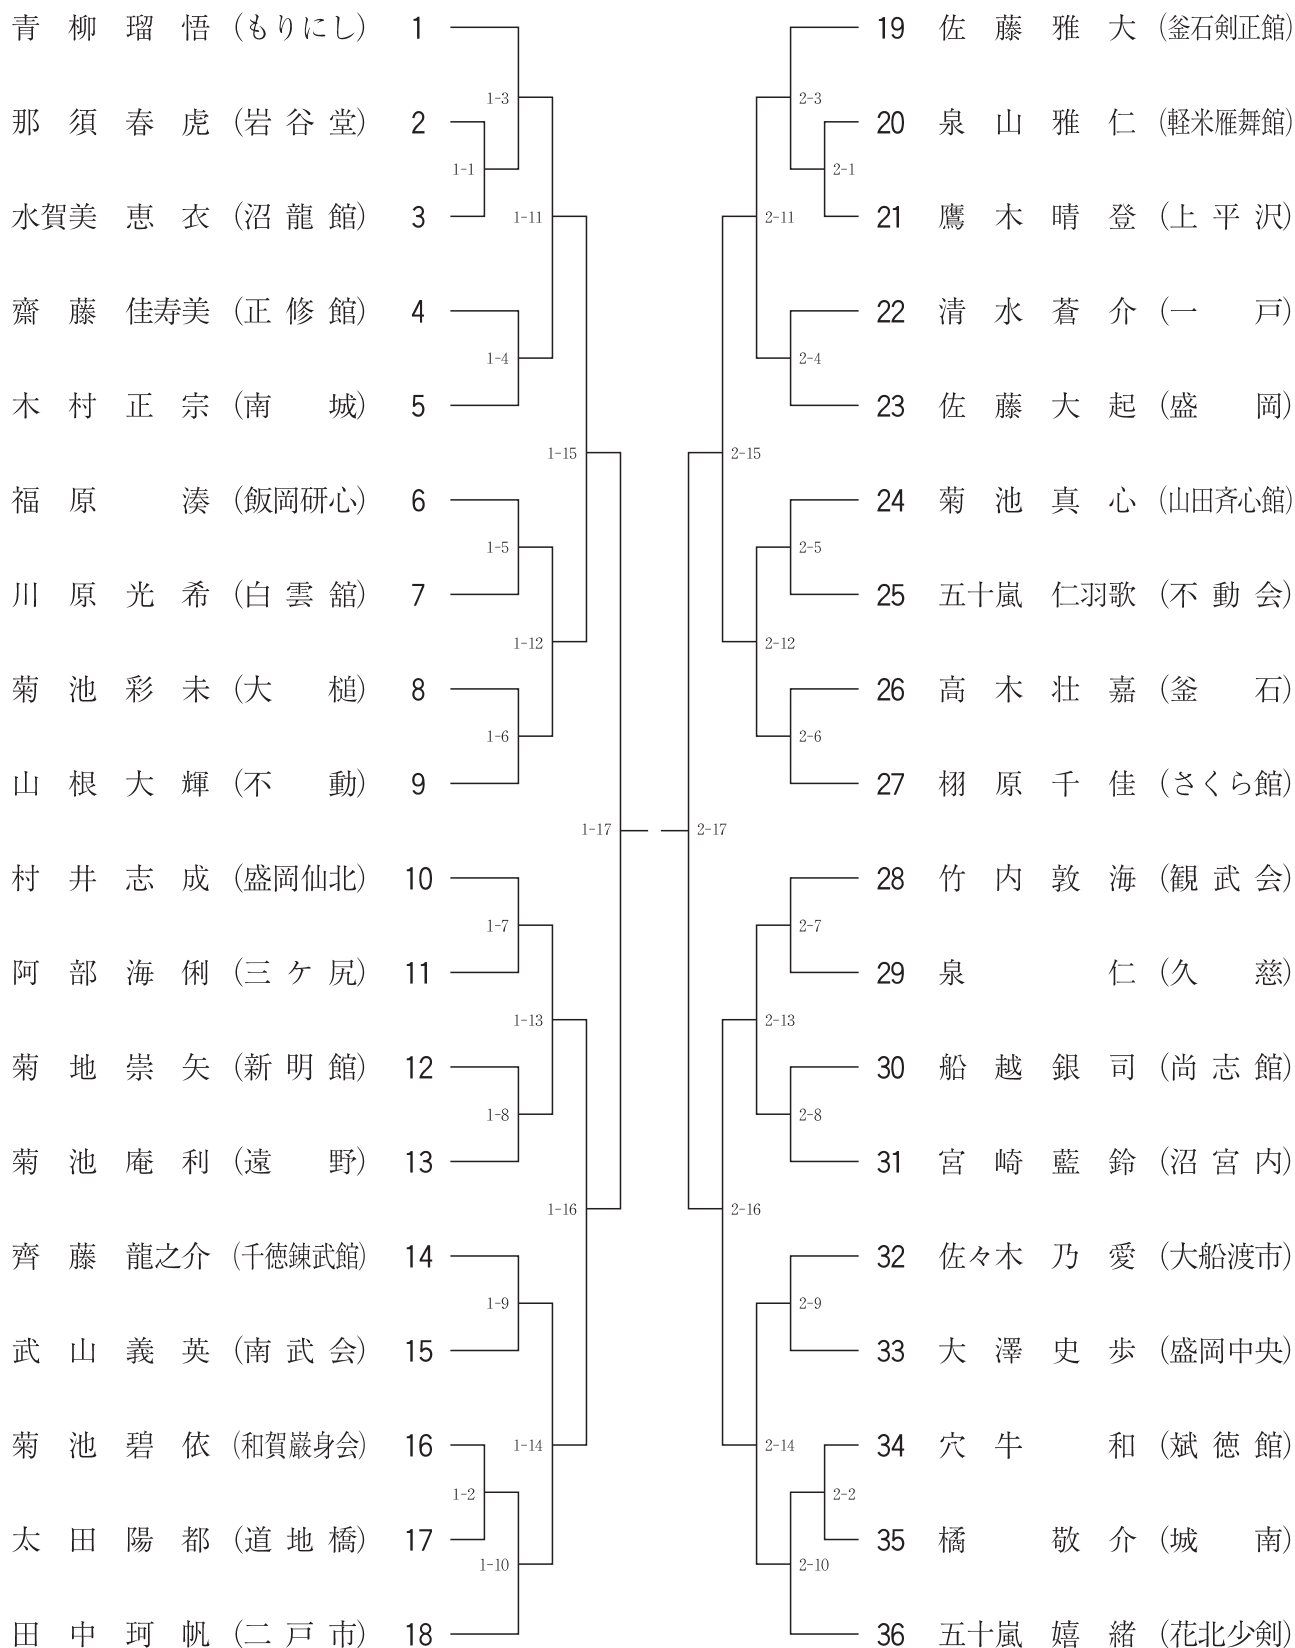 青柳瑠悟 (もりにし) 1
那須春虎 (岩谷堂) 2
水賀美恵衣 (沼龍館) 3
齋藤佳寿美 (正修館) 4
木村正宗 (南城) 5
福原湊 (飯岡研心) 6
川原光希 (白雲舘) 7
菊池彩未 (大槌) 8
山根大輝 (不動) 9
村井志成 (盛岡仙北) 10
阿部海俐 (三ケ尻) 11
菊地崇矢 (新明館) 12
菊池庵利 (遠野) 13
齊藤龍之介 (千徳錬武館) 14
武山義英 (南武会) 15
菊池碧依 (和賀巌身会) 16
太田陽都 (道地橋) 17
田中珂帆 (二戸市) 18
1-1
1-2
1-3
1-4
1-5
1-6
1-7
1-8
1-9
1-10
1-11
1-12
1-13
1-14
1-15
1-16
1-17
2-17
2-15
2-16
2-11
2-12
2-13
2-14
2-3
2-4
2-5
2-6
2-7
2-8
2-9
2-10
2-1
2-2
19 佐藤雅大 (釜石剣正館)
20 泉山雅仁 (軽米雁舞館)
21 鷹木晴登 (上平沢)
22 清水蒼介 (一戸)
23 佐藤大起 (盛岡)
24 菊池真心 (山田斉心館)
25 五十嵐仁羽歌 (不動会)
26 高木壮嘉 (釜石)
27 栩原千佳 (さくら館)
28 竹内敦海 (観武会)
29 泉仁 (久慈)
30 船越銀司 (尚志館)
31 宮崎藍鈴 (沼宮内)
32 佐々木乃愛 (大船渡市)
33 大澤史歩 (盛岡中央)
34 穴牛和 (斌徳館)
35 橘敬介 (城南)
36 五十嵐嬉緒 (花北少剣)